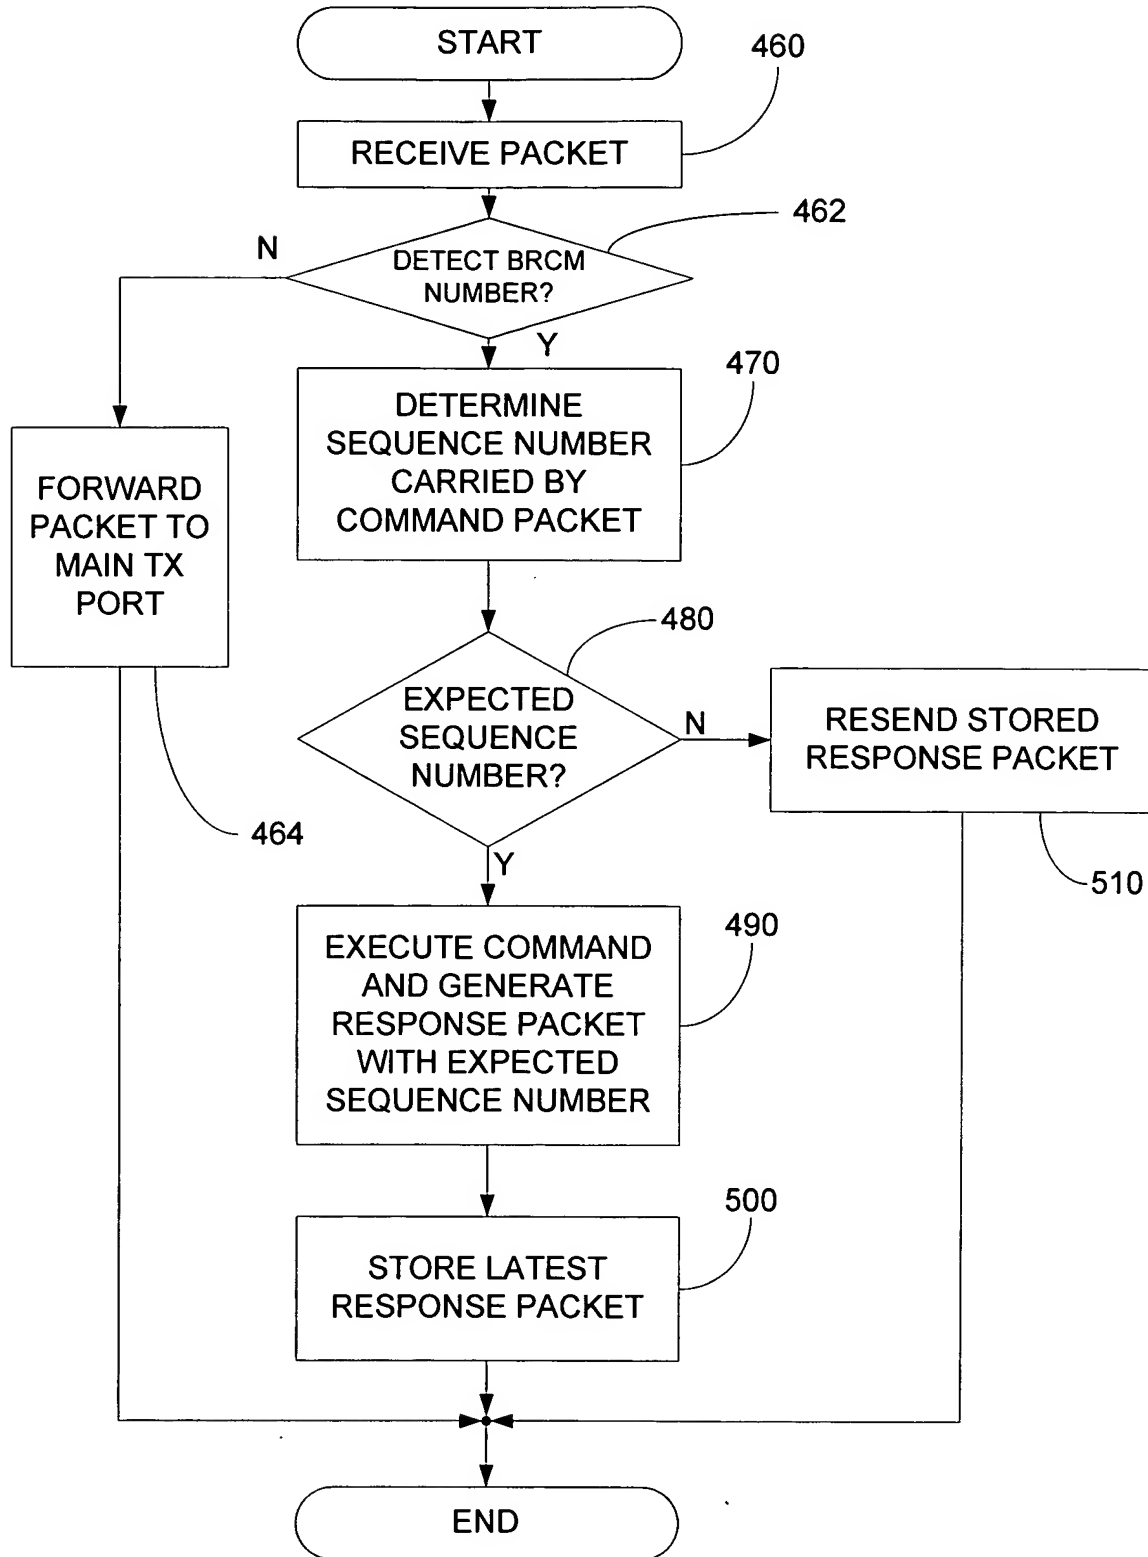 START
460
RECEIVE PACKET
462
N
DETECT BRCM
NUMBER?
Y
470
DETERMINE
SEQUENCE NUMBER
CARRIED BY
COMMAND PACKET
FORWARD
PACKET TO
MAIN TX
PORT
464
480
EXPECTED
SEQUENCE
NUMBER?
N
RESEND STORED
RESPONSE PACKET
510
Y
490
EXECUTE COMMAND
AND GENERATE
RESPONSE PACKET
WITH EXPECTED
SEQUENCE NUMBER
500
STORE LATEST
RESPONSE PACKET
END